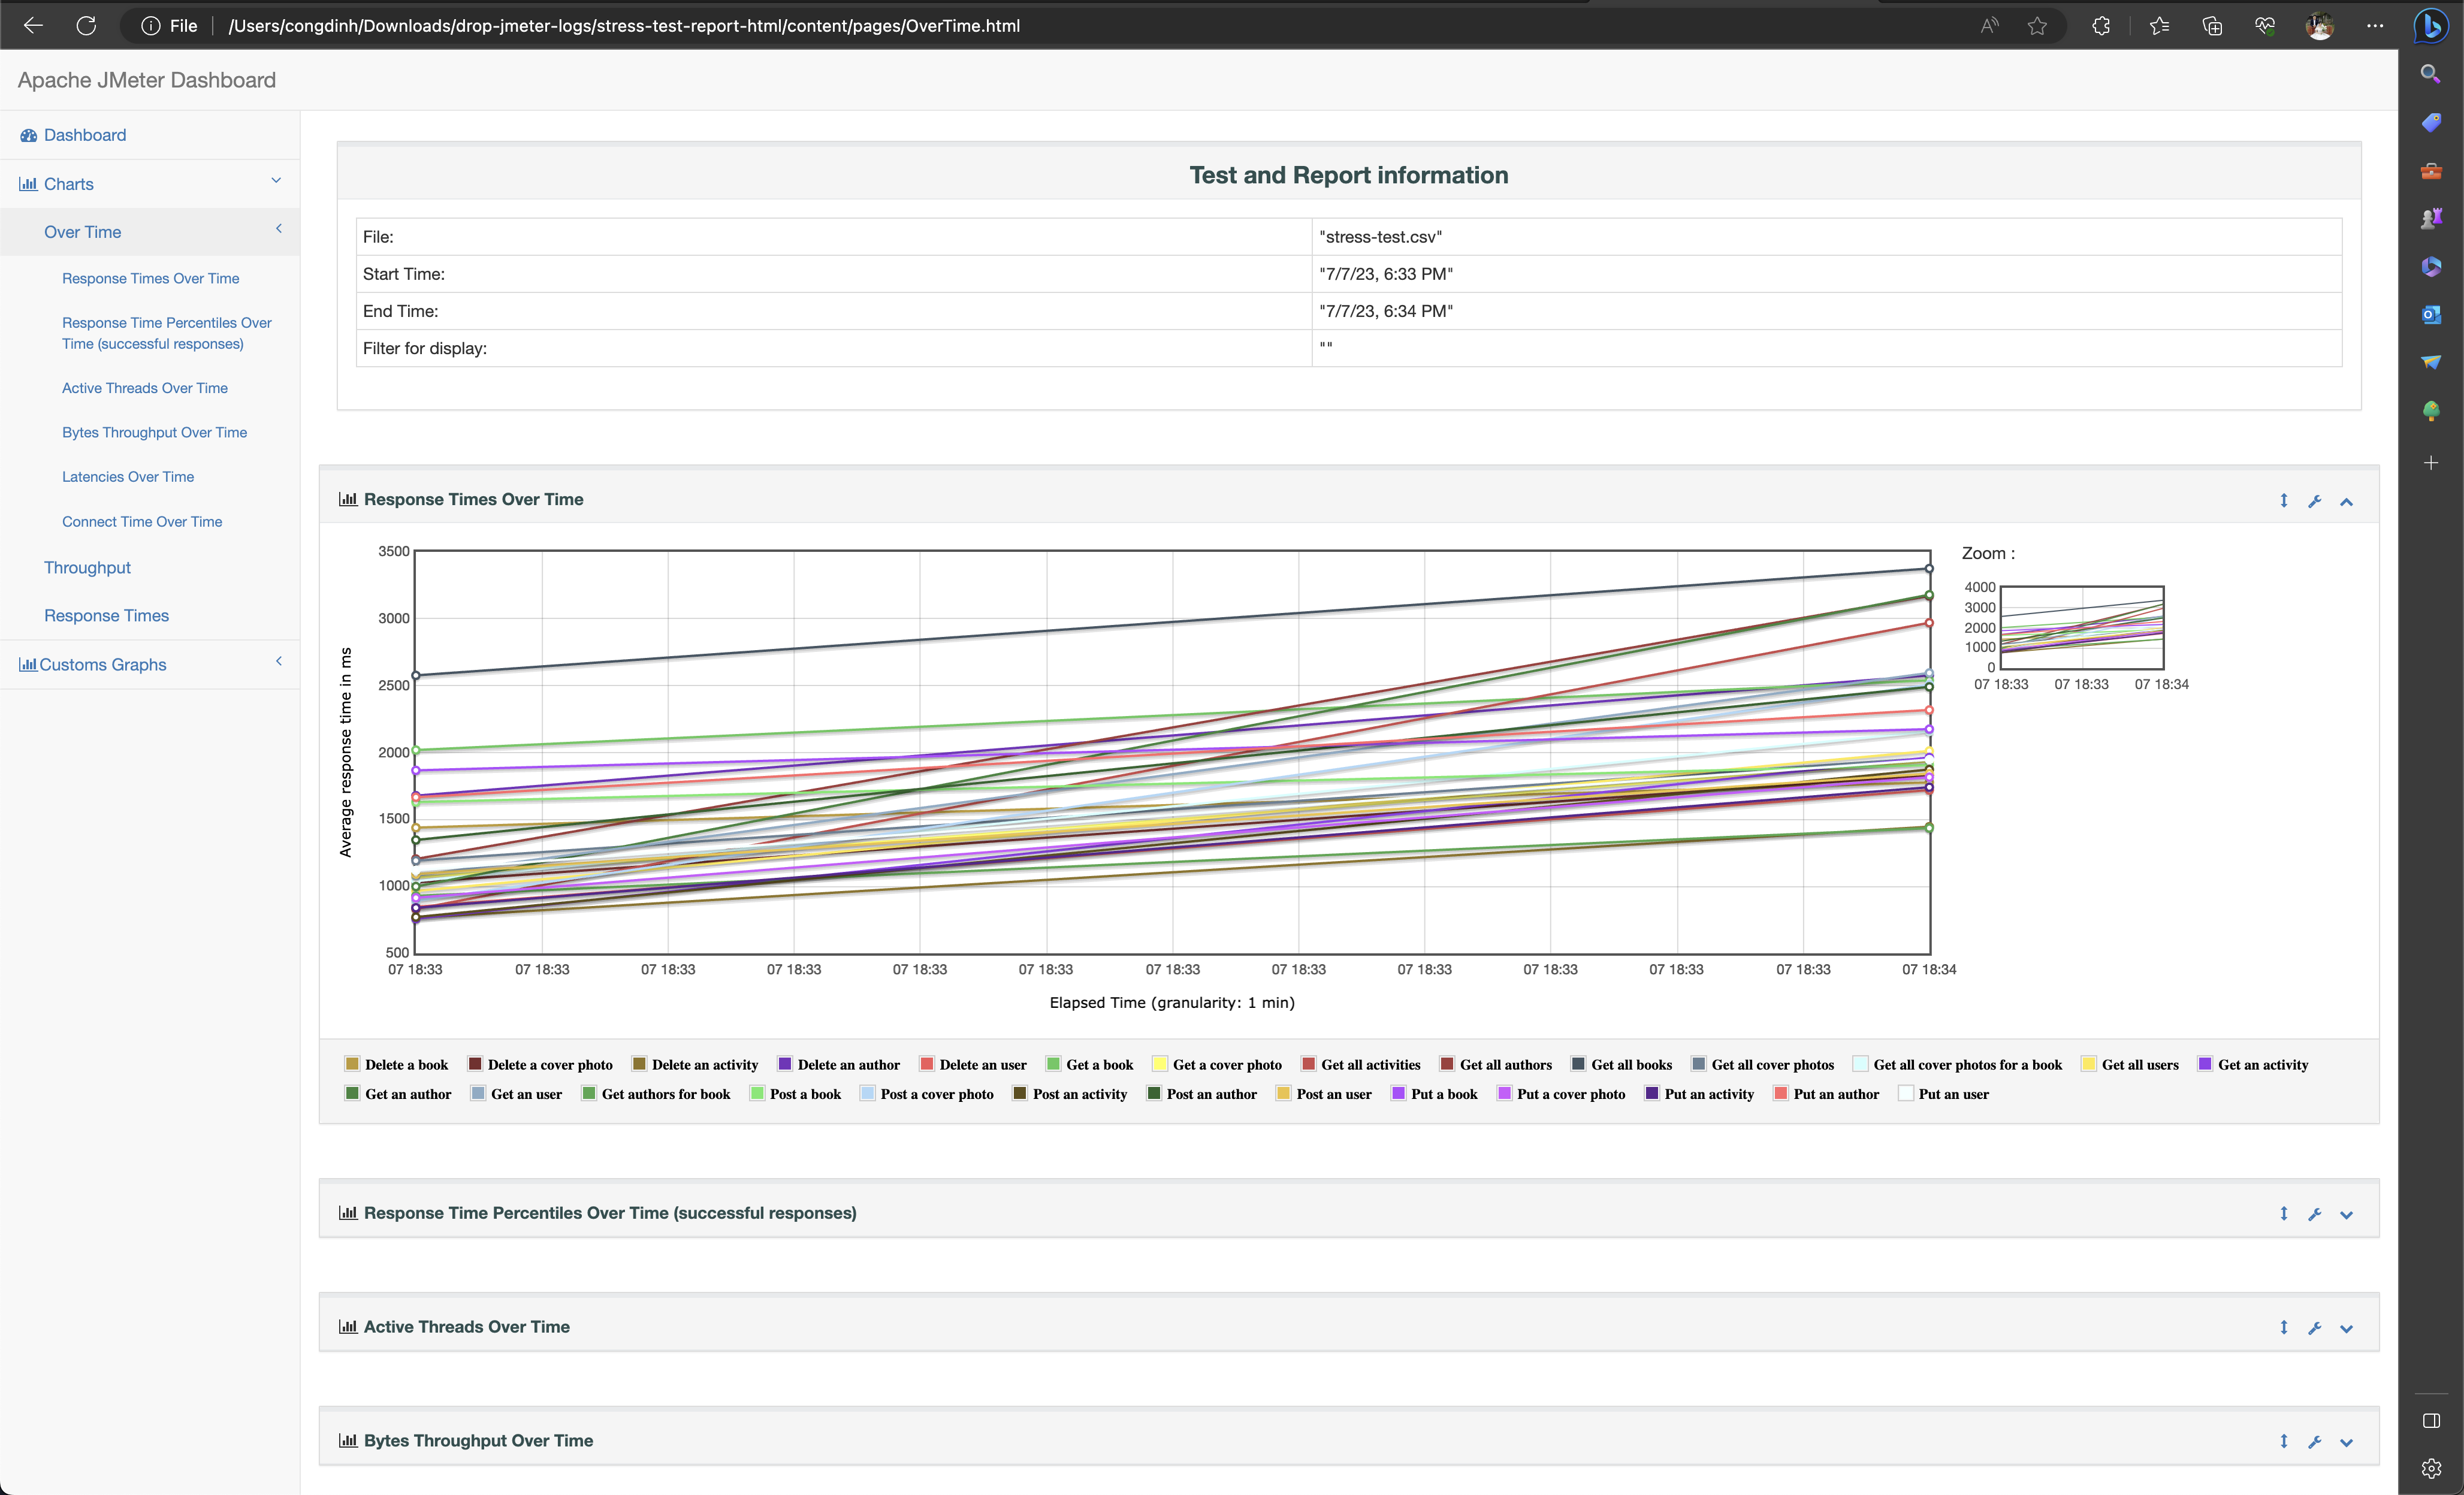 File /Users/congdinh/Downloads/drop-jmeter-logs/stress-test-report-html/content/pages/OverTime.html
Apache JMeter Dashboard
Dashboard
Charts
Over Time
Response Times Over Time
Response Time Percentiles Over
Time (successful responses)
Active Threads Over Time
Bytes Throughput Over Time
Latencies Over Time
Connect Time Over Time
Throughput
Response Times
Customs Graphs
Test and Report information
File: "stress-test.csv"
Start Time: "7/7/23, 6:33 PM"
End Time: "7/7/23, 6:34 PM"
Filter for display: ""
Response Times Over Time
Average response time in ms
3500
3000
2500
2000
1500
1000
500
07 18:33 07 18:33 07 18:33 07 18:33 07 18:33 07 18:33 07 18:33 07 18:33 07 18:33 07 18:33 07 18:33 07 18:33 07 18:34
Elapsed Time (granularity: 1 min)
Zoom :
4000
3000
2000
1000
0
07 18:33 07 18:33 07 18:34
Delete a book Delete a cover photo Delete an activity Delete an author Delete an user Get a book Get a cover photo Get all activities Get all authors Get all books Get all cover photos Get all cover photos for a book Get all users Get an activity
Get an author Get an user Get authors for book Post a book Post a cover photo Post an activity Post an author Post an user Put a book Put a cover photo Put an activity Put an author Put an user
Response Time Percentiles Over Time (successful responses)
Active Threads Over Time
Bytes Throughput Over Time